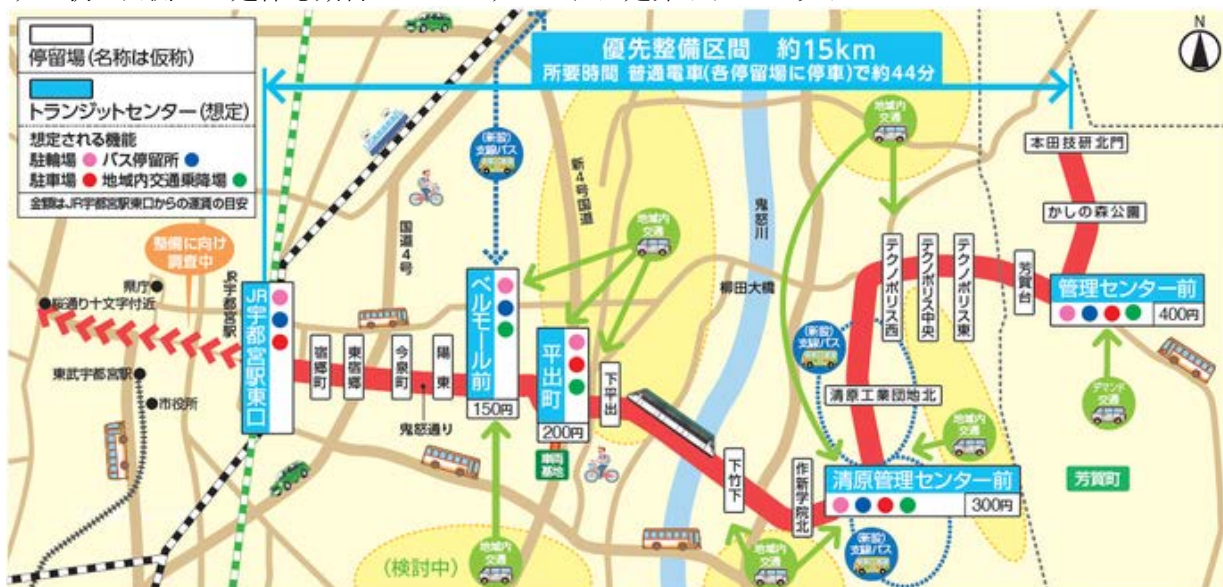 停留場(名称は仮称)
トランジットセンター(想定)
想定される機能
駐輪場 バス停留所
駐車場 地域内交通乗降場
金額はJR宇都宮駅東口からの運賃の目安
優先整備区間 約15km
所要時間 普通電車(各停留場に停車)で約44分
N
整備に向け
調査中
県庁
桜通り十文字付近
JR宇都宮駅
東武宇都宮駅
市役所
JR宇都宮駅東口
宿郷町
東宿郷
今泉町
陽東
鬼怒通り
国道4号
(新設)
支線バス
ベルモール前
150円
新4号国道
地域内
交通
平出町
200円
車両
基地
下平出
鬼怒川
柳田大橋
下竹下
作新学院北
清原管理センター前
300円
清原工業団地北
(新設)
支線バス
地域内
交通
テクノポリス西
テクノポリス中央
テクノポリス東
芳賀台
管理センター前
400円
かしの森公園
本田技研北門
デマンド
交通
芳賀町
地域内
交通
(新設)
支線バス
地域内
交通
(検討中)
地域内
交通